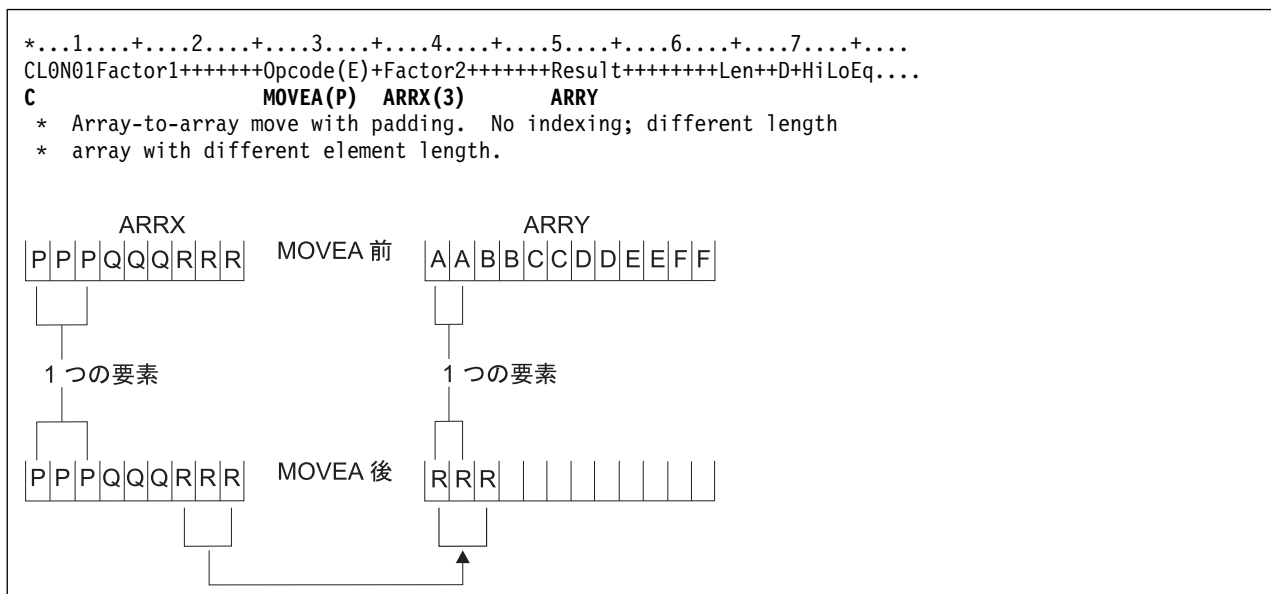 *...1....+....2....+....3....+....4....+....5....+....6....+....7....+....
CL0N01Factor1+++++++Opcode(E)+Factor2+++++++Result++++++++Len++D+HiLoEq....
C                   MOVEA(P)  ARRX(3)       ARRY
 *  Array-to-array move with padding.  No indexing; different length
 *  array with different element length.
ARRX ARRY
P P P Q Q Q R R R MOVEA 前 A A B B C C D D E E F F
1 つの要素 1 つの要素
P P P Q Q Q R R R MOVEA 後 R R R